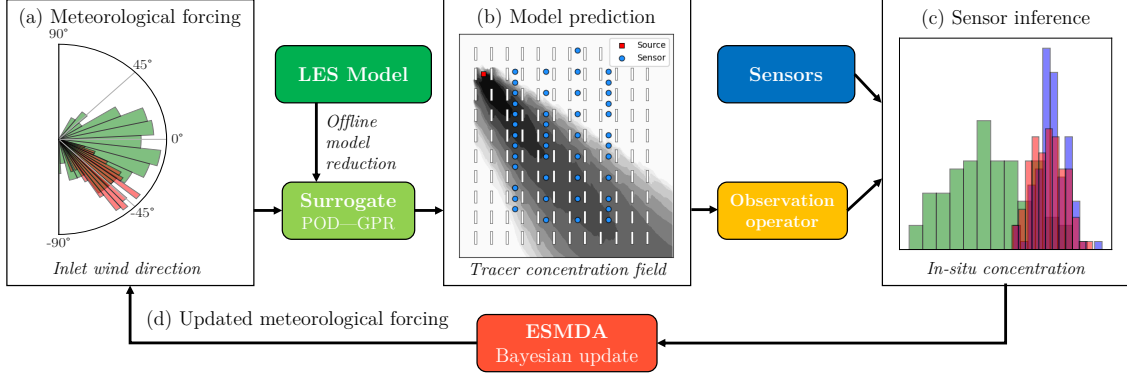 (a) Meteorological forcing
90°
45°
0°
-45°
-90°
Inlet wind direction
LES Model
Offline
model
reduction
Surrogate
POD—GPR
(b) Model prediction
Source
Sensor
Tracer concentration field
Sensors
Observation
operator
(c) Sensor inference
In-situ concentration
(d) Updated meteorological forcing
ESMDA
Bayesian update